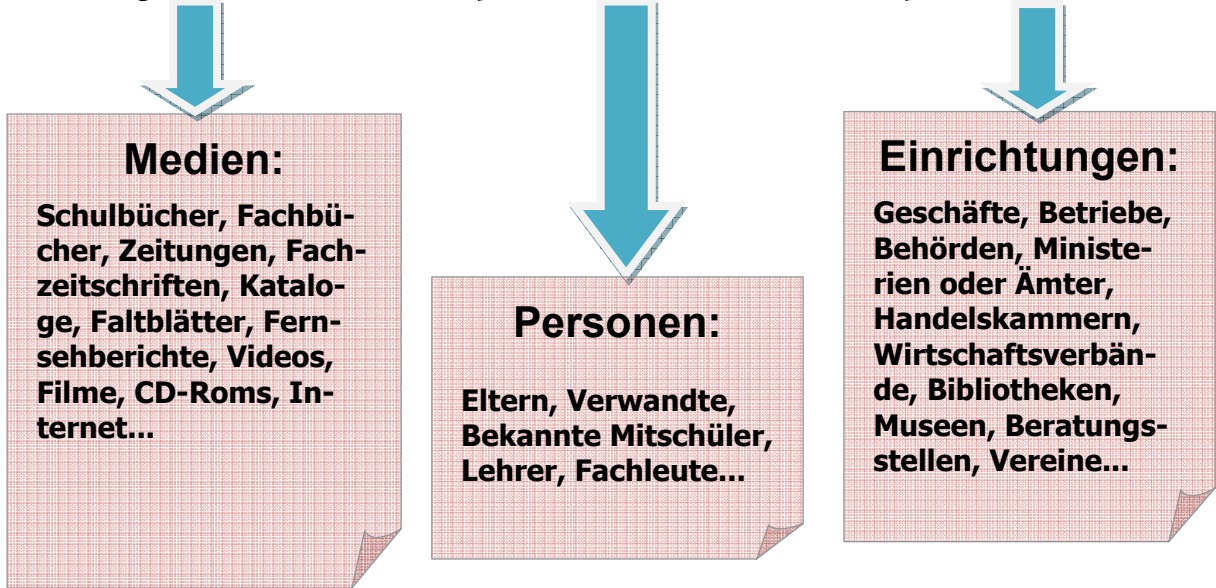 Medien:
Schulbücher, Fachbü-
cher, Zeitungen, Fach-
zeitschriften, Katalo-
ge, Faltblätter, Fern-
sehberichte, Videos,
Filme, CD-Roms, In-
ternet...
Personen:
Eltern, Verwandte,
Bekannte Mitschüler,
Lehrer, Fachleute...
Einrichtungen:
Geschäfte, Betriebe,
Behörden, Ministe-
rien oder Ämter,
Handelskammern,
Wirtschaftsverbän-
de, Bibliotheken,
Museen, Beratungs-
stellen, Vereine...